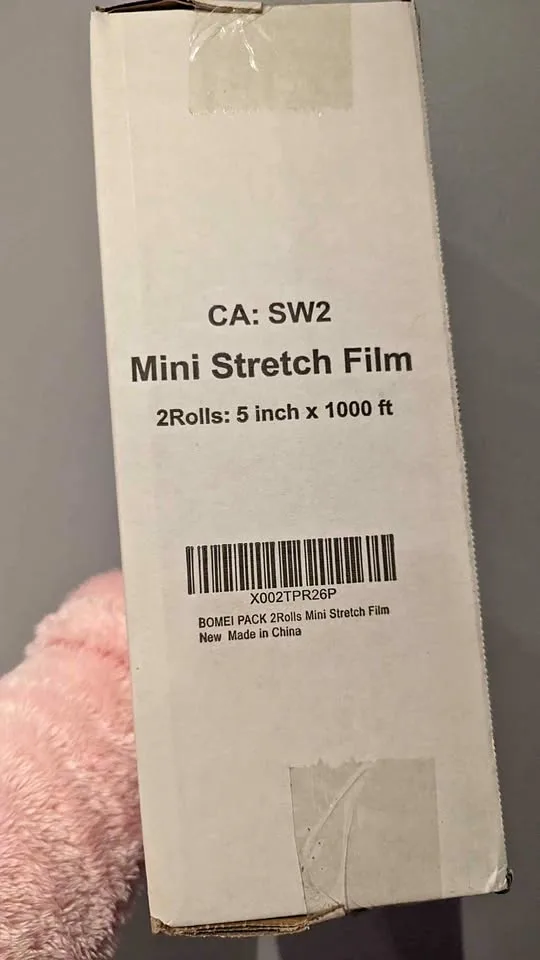 CA: SW2
Mini Stretch Film
2Rolls: 5 inch x 1000 ft
X002TPR26P
BOMEI PACK 2Rolls Mini Stretch Film
New Made in China